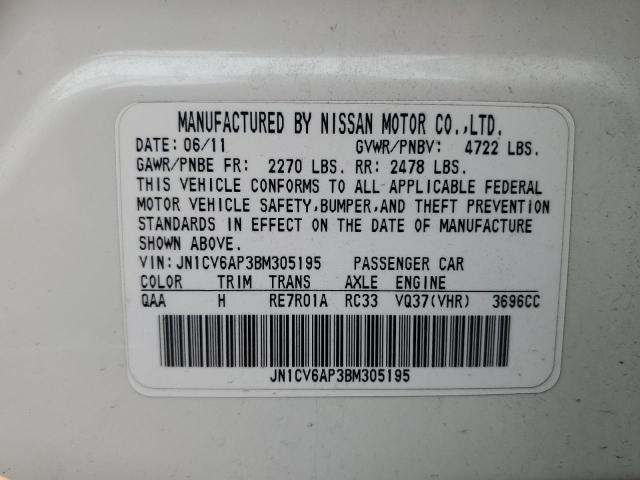 MANUFACTURED BY NISSAN MOTOR CO.,LTD.
DATE: 06/11 GVWR/PNBV: 4722 LBS.
GAWR/PNBE FR: 2270 LBS. RR: 2478 LBS.
THIS VEHICLE CONFORMS TO ALL APPLICABLE FEDERAL
MOTOR VEHICLE SAFETY,BUMPER,AND THEFT PREVENTION
STANDARDS IN EFFECT ON THE DATE OF MANUFACTURE
SHOWN ABOVE.
VIN: JN1CV6AP3BM305195 PASSENGER CAR
COLOR TRIM TRANS AXLE ENGINE
QAA H RE7R01A RC33 VQ37(VHR) 3696CC
JN1CV6AP3BM305195